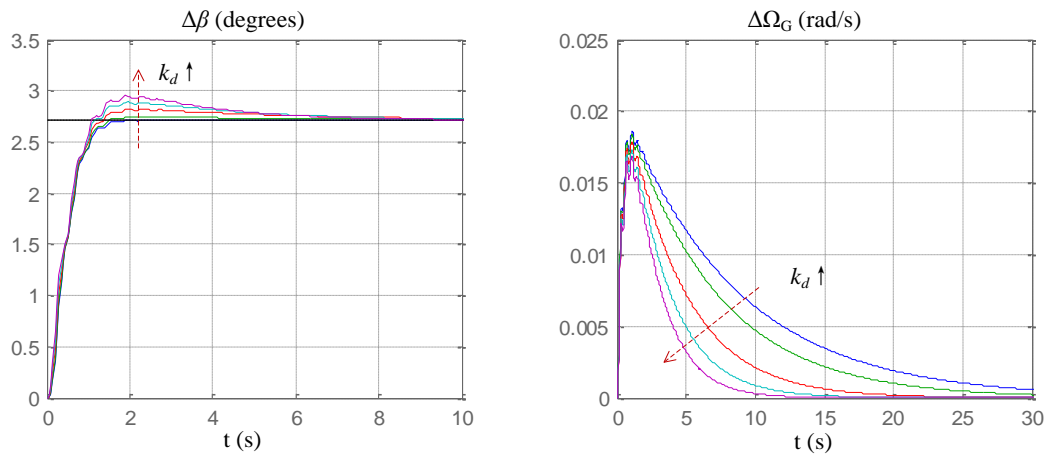 Δβ (degrees)
3.5
3
2.5
2
1.5
1
0.5
0
k_d ↑
0 2 4 6 8 10
t (s)
ΔΩ_G (rad/s)
0.025
0.02
0.015
0.01
0.005
0
k_d ↑
0 5 10 15 20 25 30
t (s)